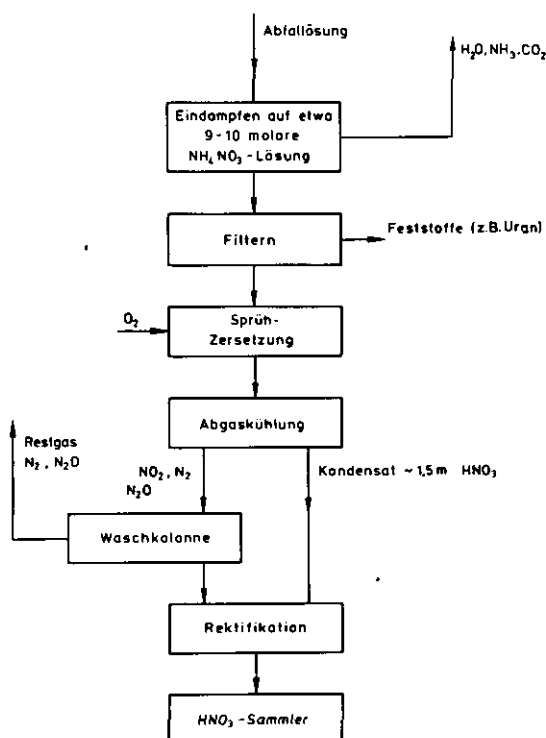 Abfallösung
H₂O, NH₃, CO₂
Eindampfen auf etwa
9-10 molare
NH₄NO₃-Lösung
Filtern
Feststoffe (z.B. Uran)
O₂
Sprüh-
Zersetzung
Abgaskühlung
Restgas
N₂, N₂O
NO₂, N₂
N₂O
Kondensat ~1,5m HNO₃
Waschkolonne
Rektifikation
HNO₃-Sammler